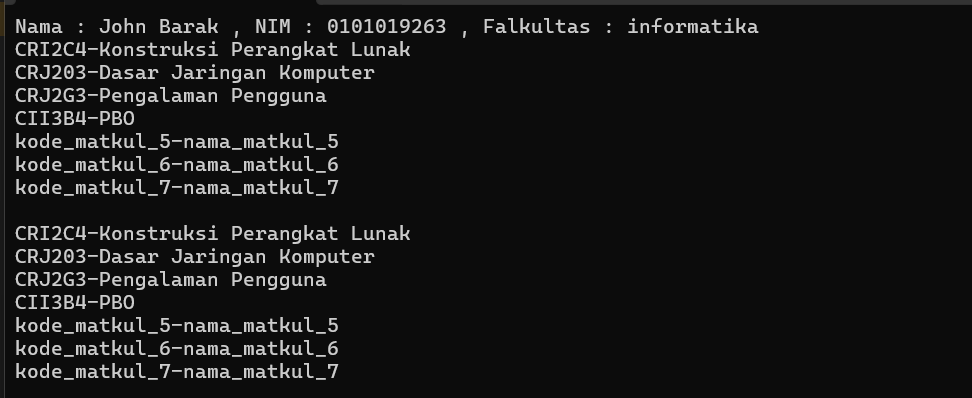 Nama : John Barak , NIM : 0101019263 , Falkultas : informatika
CRI2C4-Konstruksi Perangkat Lunak
CRJ203-Dasar Jaringan Komputer
CRJ2G3-Pengalaman Pengguna
CII3B4-PBO
kode_matkul_5-nama_matkul_5
kode_matkul_6-nama_matkul_6
kode_matkul_7-nama_matkul_7

CRI2C4-Konstruksi Perangkat Lunak
CRJ203-Dasar Jaringan Komputer
CRJ2G3-Pengalaman Pengguna
CII3B4-PBO
kode_matkul_5-nama_matkul_5
kode_matkul_6-nama_matkul_6
kode_matkul_7-nama_matkul_7